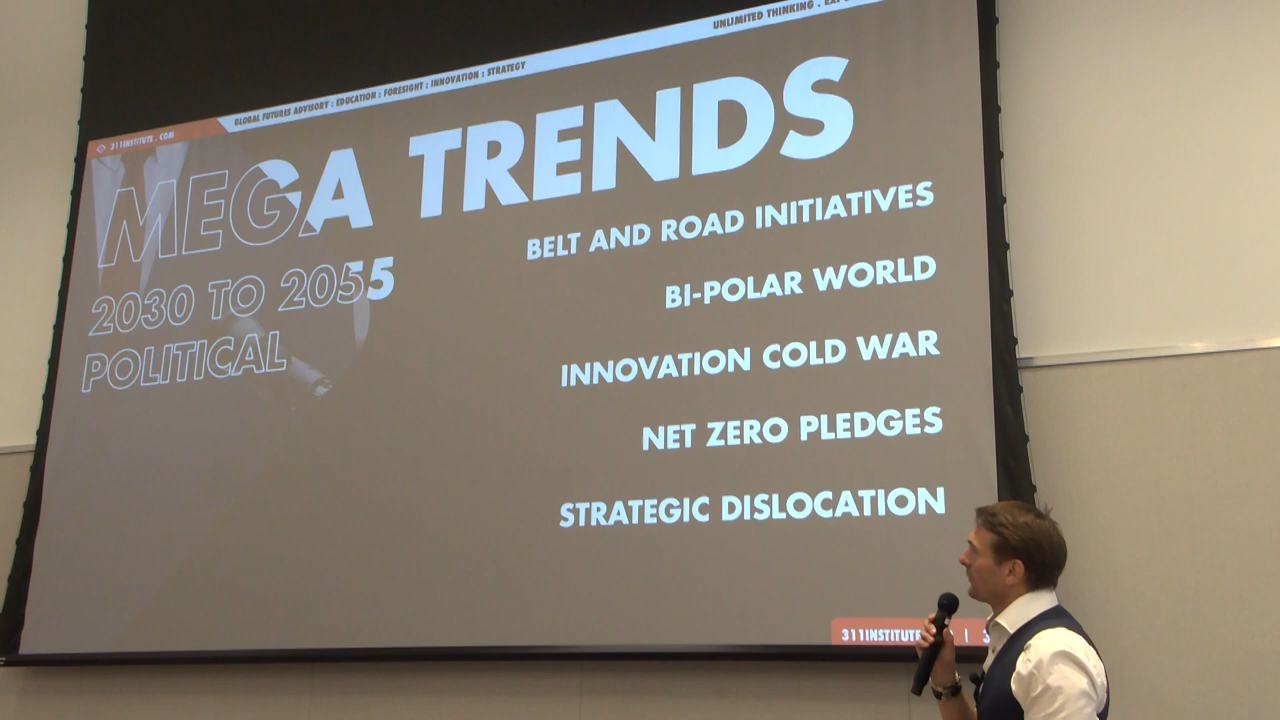 UNLIMITED THINKING .
GLOBAL FUTURES ADVISORY : EDUCATION : FORESIGHT : INNOVATION : STRATEGY
311INSTITUTE . COM
MEGA TRENDS
2030 TO 2055
POLITICAL
BELT AND ROAD INITIATIVES
BI-POLAR WORLD
INNOVATION COLD WAR
NET ZERO PLEDGES
STRATEGIC DISLOCATION
311INSTITUTE |